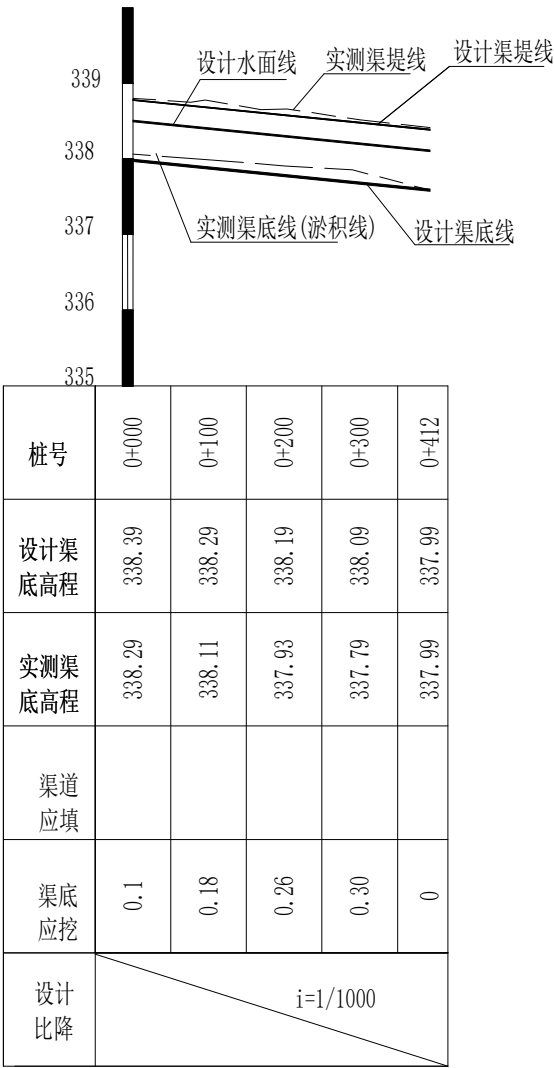 339
338
337
336
335
设计水面线
实测渠堤线
设计渠堤线
实测渠底线(淤积线)
设计渠底线
桩号
0+000
0+100
0+200
0+300
0+412
设计渠
底高程
338.39
338.29
338.19
338.09
337.99
实测渠
底高程
338.29
338.11
337.93
337.79
337.99
渠道
应填
渠底
应挖
0.1
0.18
0.26
0.30
0
设计
比降
i=1/1000